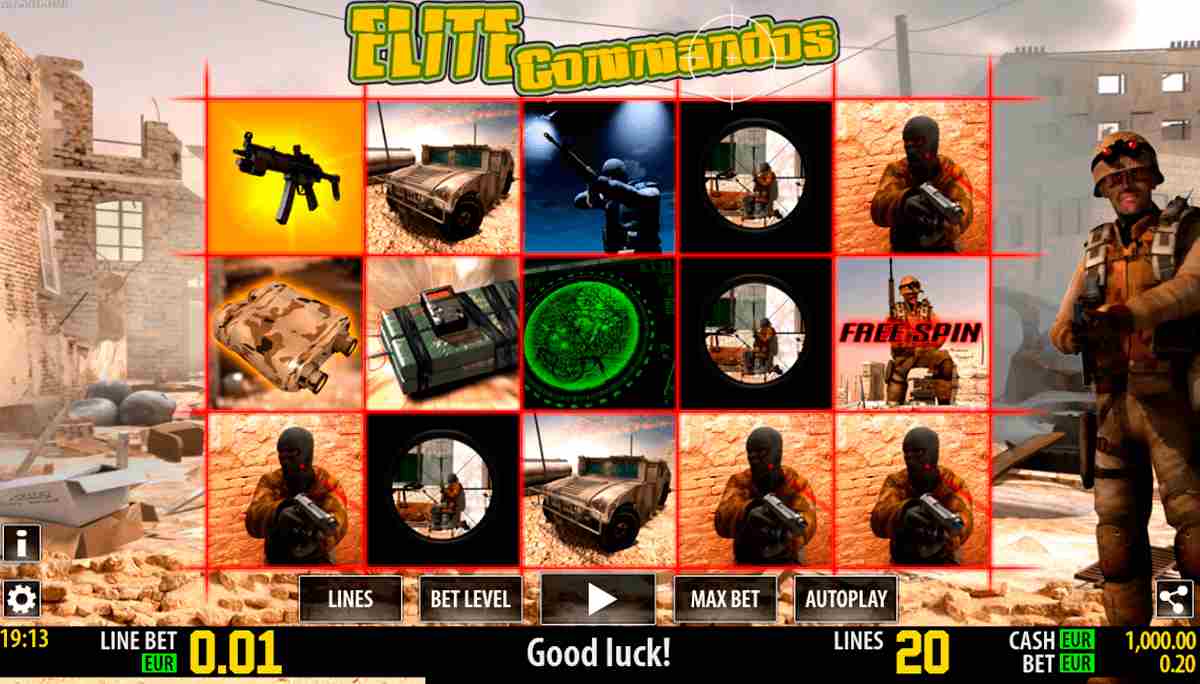 ELITE
Commandos
FREE SPIN
LINES
BET LEVEL
MAX BET
AUTOPLAY
19:13
LINE BET
EUR
0.01
Good luck!
LINES
20
CASH EUR 1,000.00
BET EUR 0.20